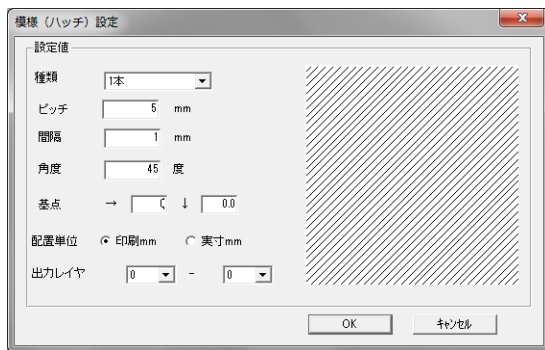 模様（ハッチ）設定
設定値
種類 1本
ピッチ 5 mm
間隔 1 mm
角度 45 度
基点 → ↓ 0.0
配置単位 印刷mm 実寸mm
出力レイヤ 0 - 0
OK キャンセル